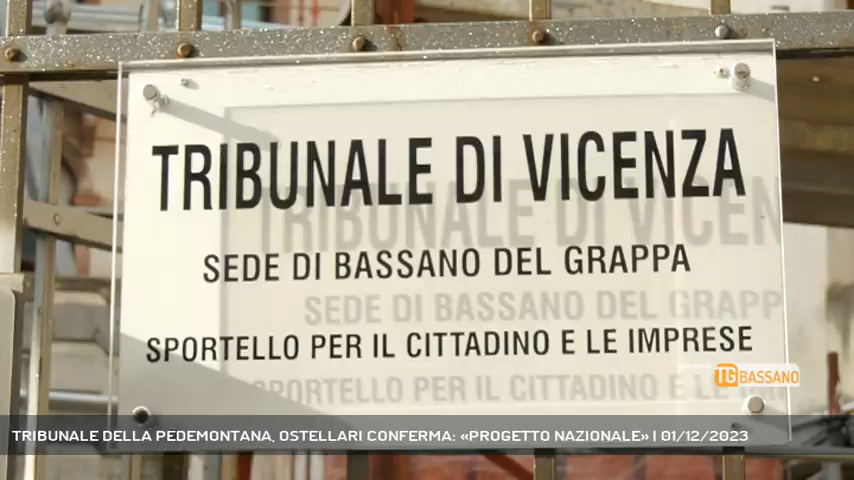 TRIBUNALE DI VICENZA
SEDE DI BASSANO DEL GRAPPA
SPORTELLO PER IL CITTADINO E LE IMPRESE
TG BASSANO
TRIBUNALE DELLA PEDEMONTANA, OSTELLARI CONFERMA: «PROGETTO NAZIONALE» | 01/12/2023